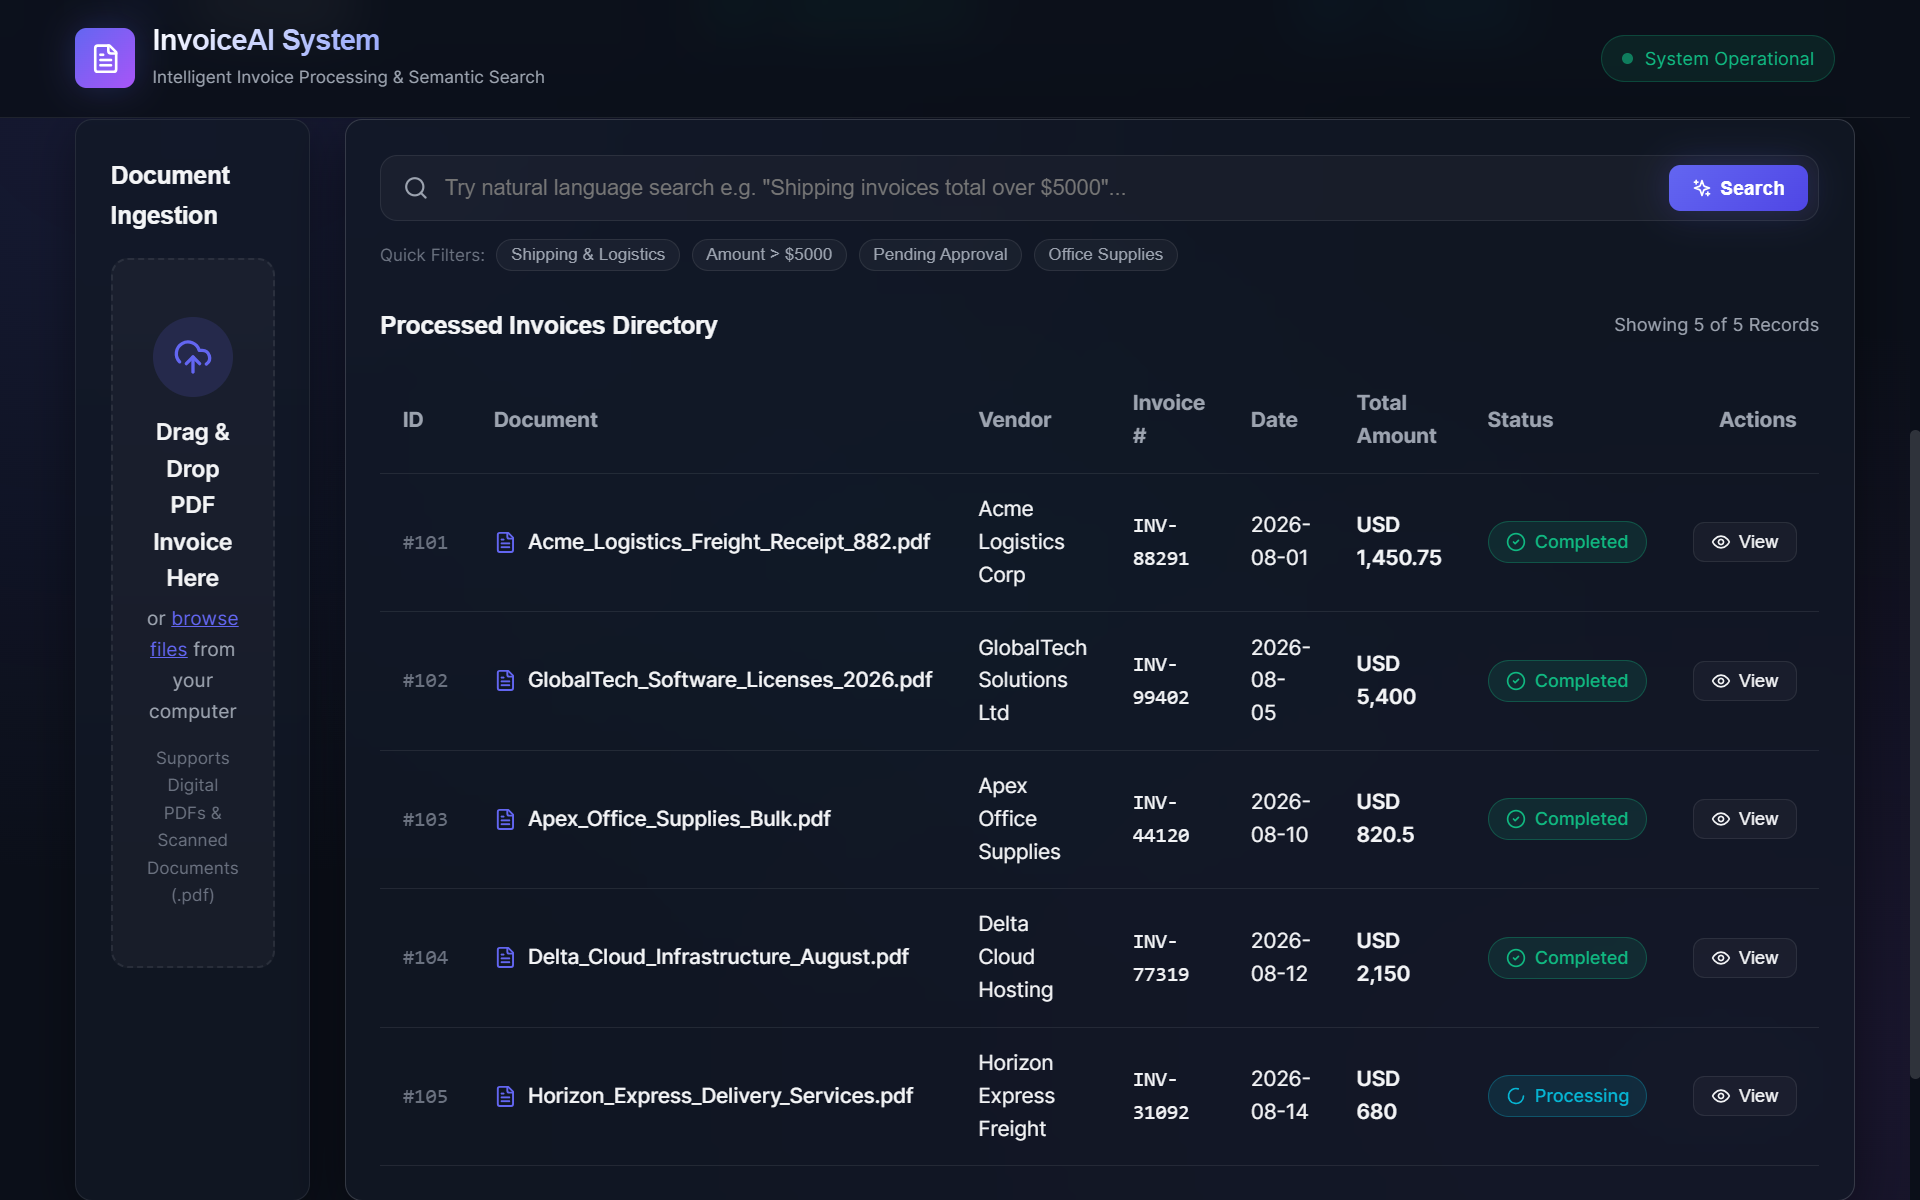 InvoiceAI System
Intelligent Invoice Processing & Semantic Search
System Operational
Document
Ingestion
Drag &
Drop
PDF
Invoice
Here
or browse
files from
your
computer
Supports
Digital
PDFs &
Scanned
Documents
(.pdf)
Try natural language search e.g. "Shipping invoices total over $5000"...
Search
Quick Filters: Shipping & Logistics Amount > $5000 Pending Approval Office Supplies
Processed Invoices Directory
Showing 5 of 5 Records
ID Document Vendor Invoice # Date Total Amount Status Actions
#101 Acme_Logistics_Freight_Receipt_882.pdf
Acme
Logistics
Corp
INV-
88291
2026-
08-01
USD
1,450.75
Completed
View
#102 GlobalTech_Software_Licenses_2026.pdf
GlobalTech
Solutions
Ltd
INV-
99402
2026-
08-
05
USD
5,400
Completed
View
#103 Apex_Office_Supplies_Bulk.pdf
Apex
Office
Supplies
INV-
44120
2026-
08-10
USD
820.5
Completed
View
#104 Delta_Cloud_Infrastructure_August.pdf
Delta
Cloud
Hosting
INV-
77319
2026-
08-12
USD
2,150
Completed
View
#105 Horizon_Express_Delivery_Services.pdf
Horizon
Express
Freight
INV-
31092
2026-
08-14
USD
680
Processing
View